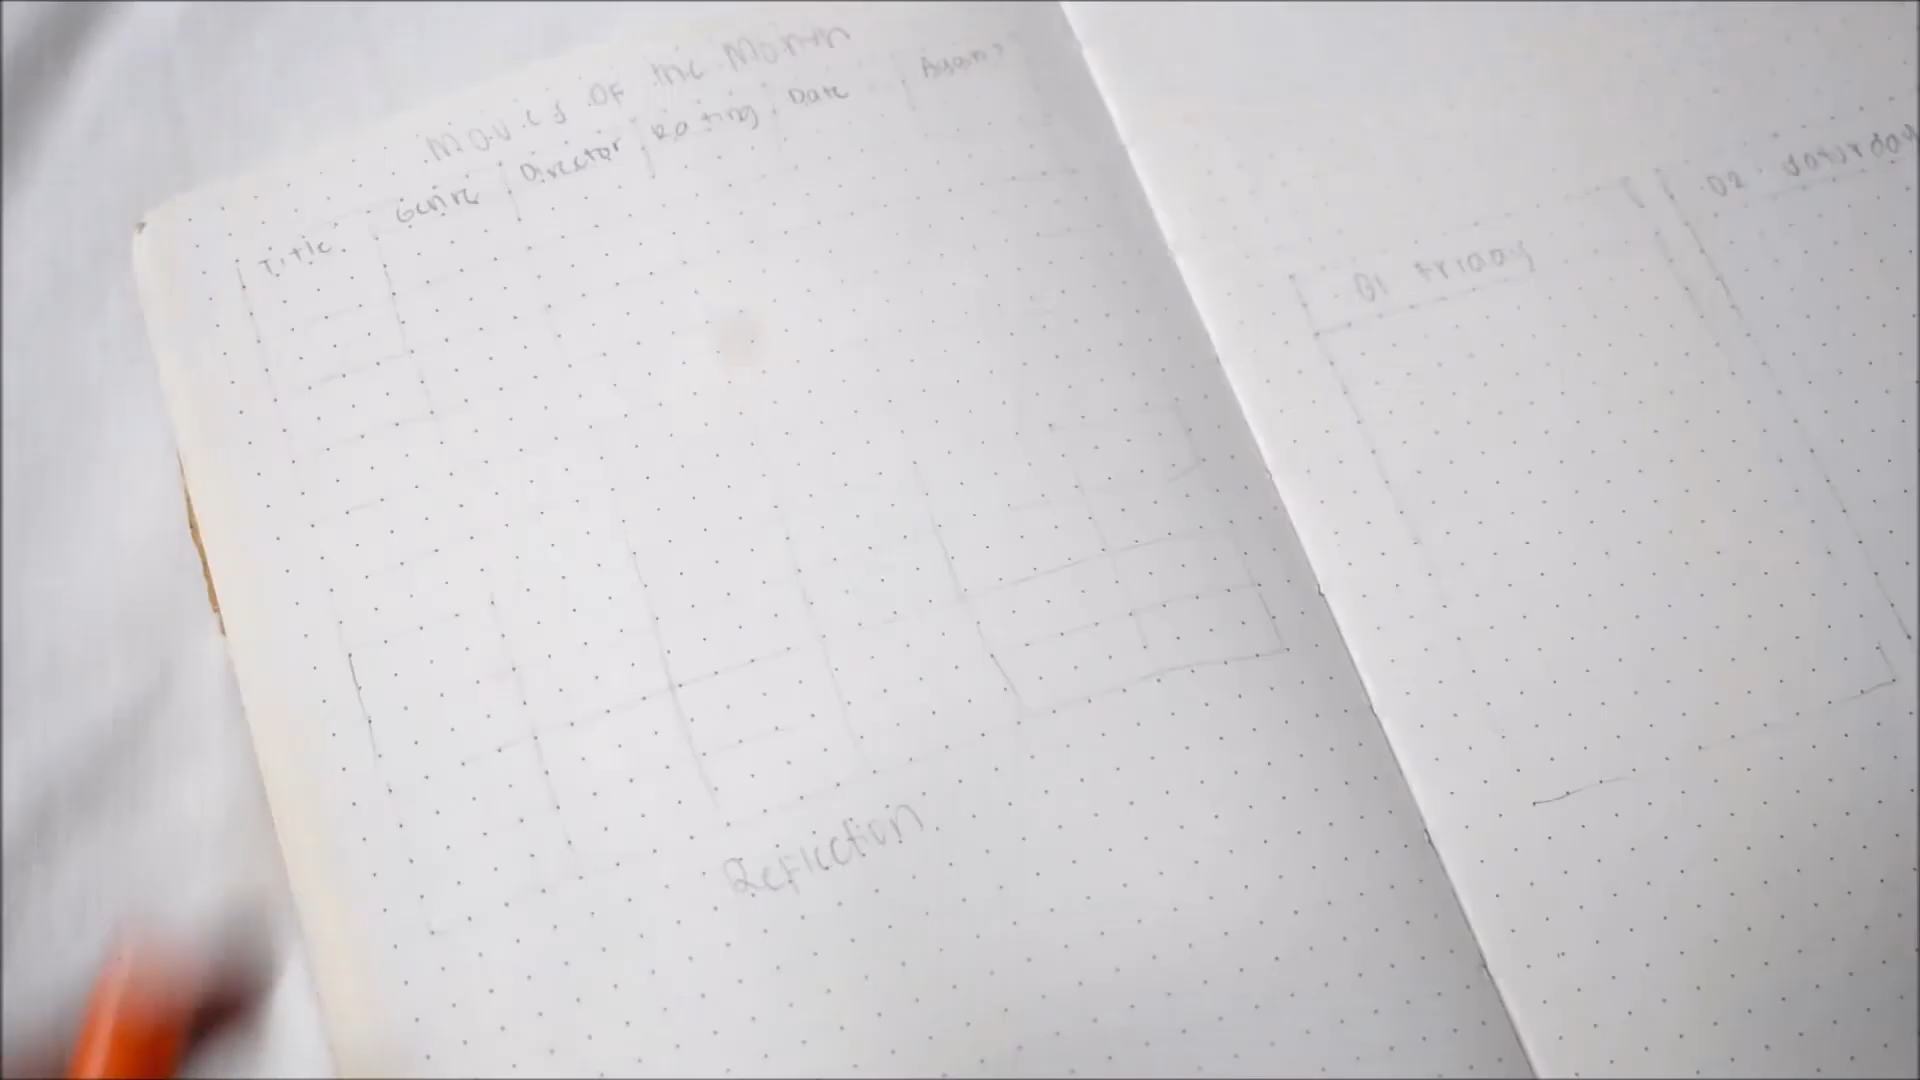 Movies OF the Month
Title Genre Director Rating Date Again?
Reflection
01 Friday
02 Saturday